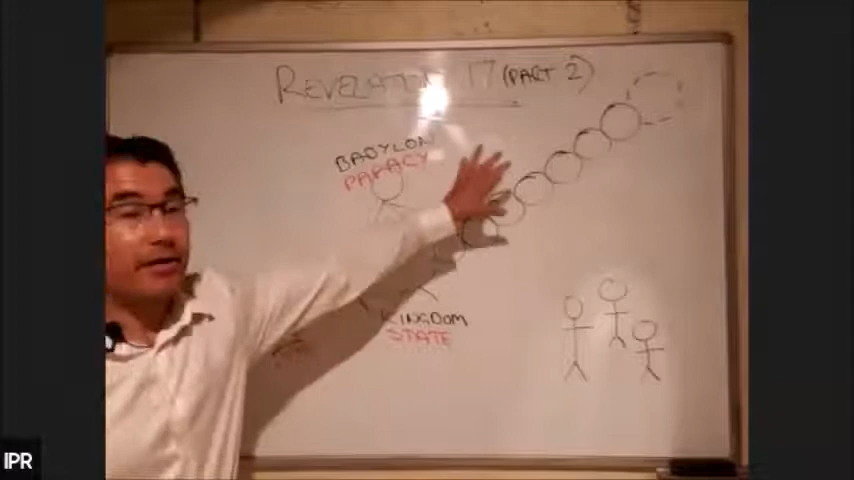 REVELATION 17 (PART 2)
BABYLON
PAPACY
KINGDOM
STATE
IPR